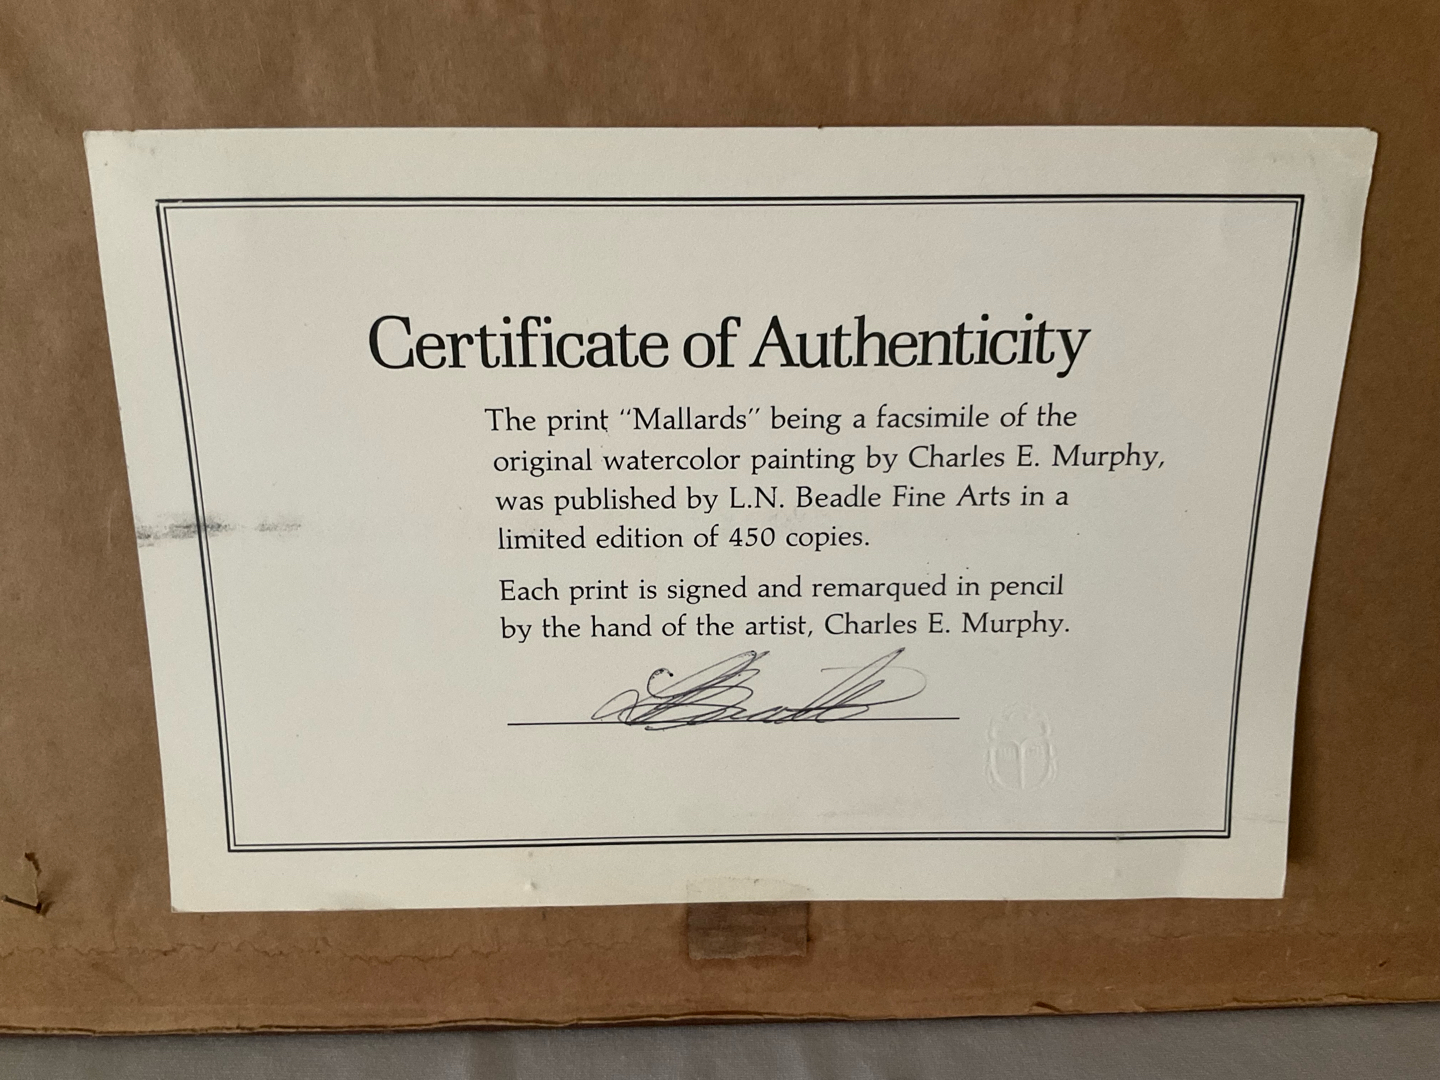 Certificate of Authenticity
The print “Mallards” being a facsimile of the
original watercolor painting by Charles E. Murphy,
was published by L.N. Beadle Fine Arts in a
limited edition of 450 copies.
Each print is signed and remarqued in pencil
by the hand of the artist, Charles E. Murphy.